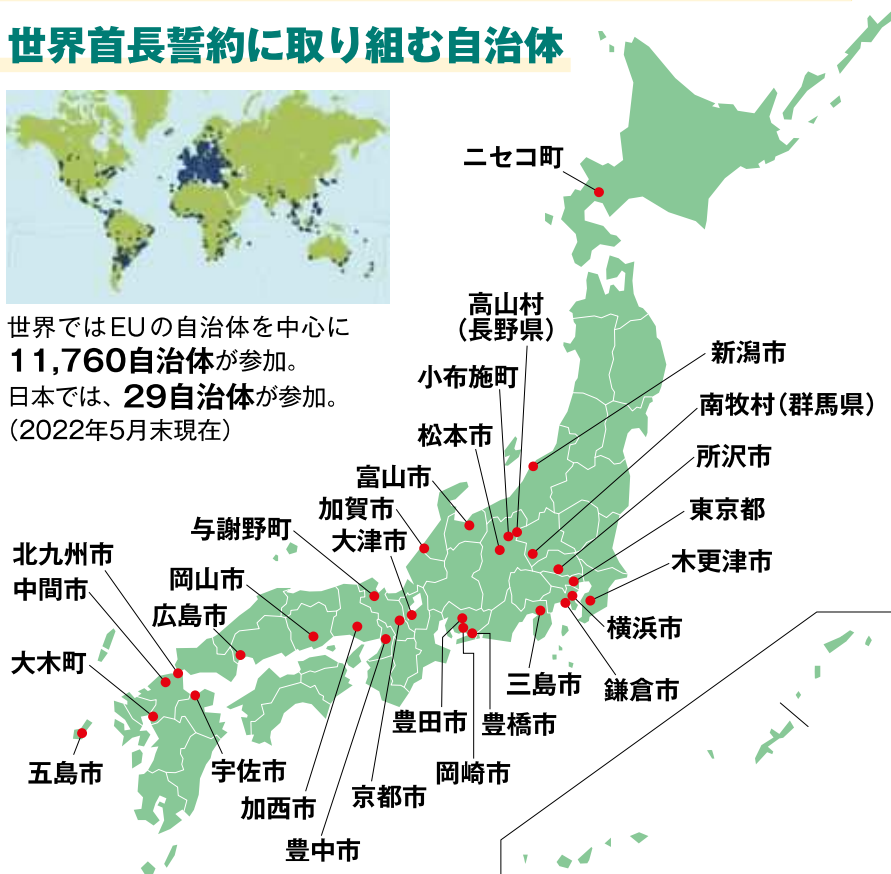 世界首長誓約に取り組む自治体
世界ではEUの自治体を中心に
11,760自治体が参加。
日本では、29自治体が参加。
（2022年5月末現在）
ニセコ町
高山村
（長野県）
小布施町
松本市
富山市
加賀市
与謝野町
大津市
北九州市
中間市
岡山市
広島市
大木町
五島市
宇佐市
加西市
豊中市
京都市
豊田市
岡崎市
豊橋市
三島市
鎌倉市
横浜市
木更津市
東京都
所沢市
南牧村（群馬県）
新潟市